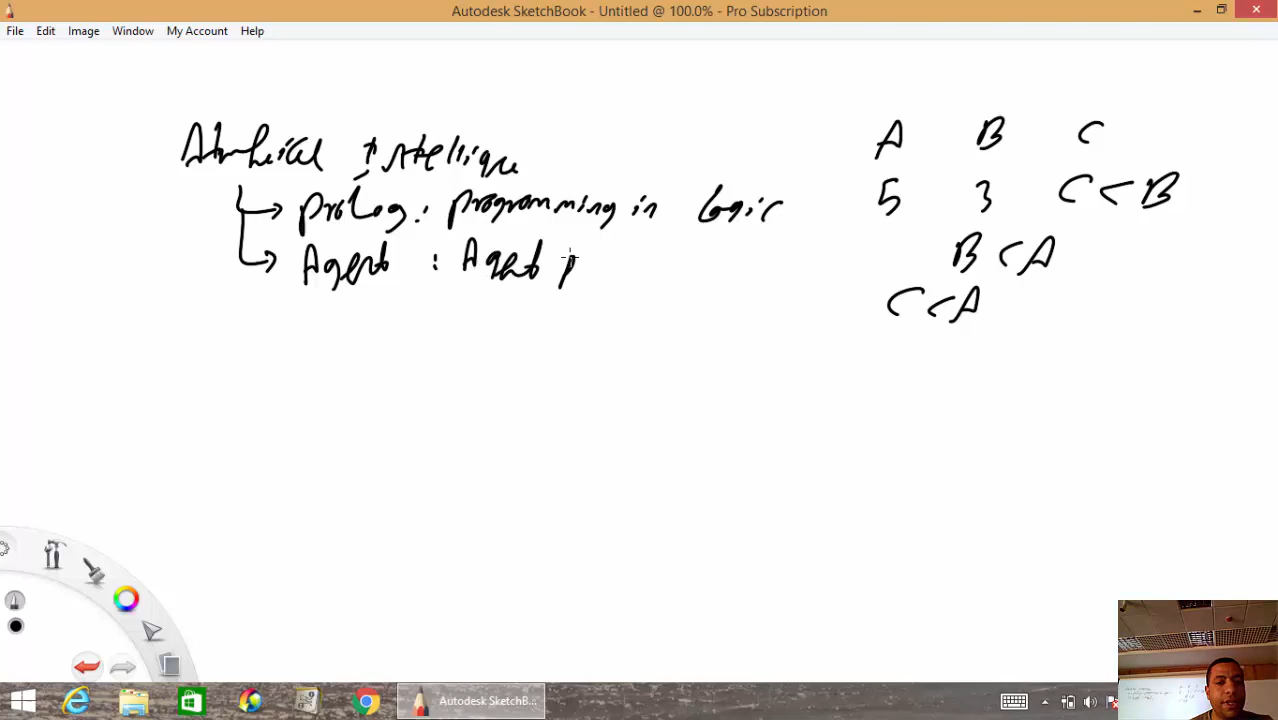 Autodesk SketchBook - Untitled @ 100.0% - Pro Subscription
File Edit Image Window My Account Help
A B C
5 3 C < B
Prolog : Programming in Logic
B < A
Agent : Agent P
C < A
Autodesk SketchB...